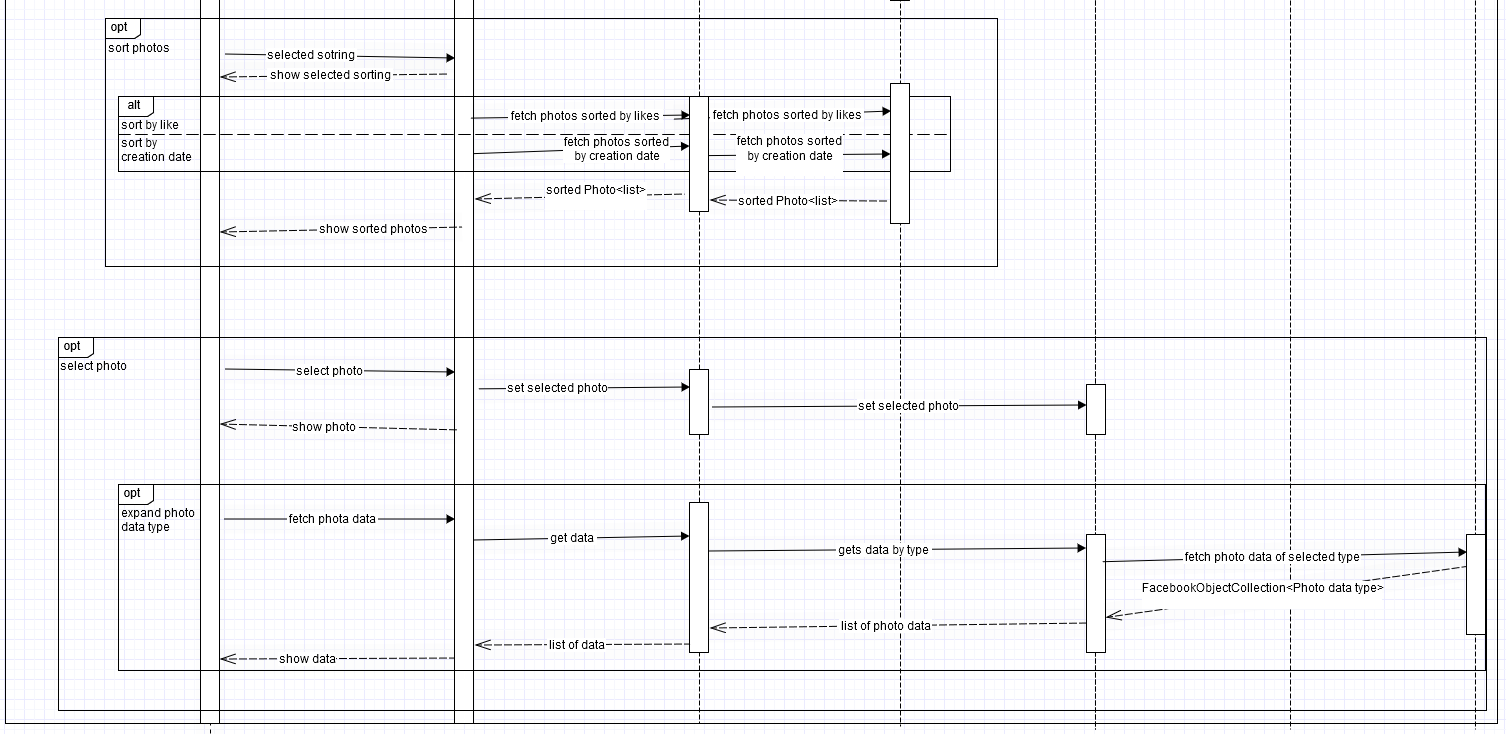 opt
sort photos
selected sotring
show selected sorting
alt
sort by like
fetch photos sorted by likes
fetch photos sorted by likes
sort by
creation date
fetch photos sorted
by creation date
fetch photos sorted
by creation date
sorted Photo<list>
sorted Photo<list>
show sorted photos
opt
select photo
select photo
set selected photo
set selected photo
show photo
opt
expand photo
data type
fetch phota data
get data
gets data by type
fetch photo data of selected type
FacebookObjectCollection<Photo data type>
list of photo data
list of data
show data